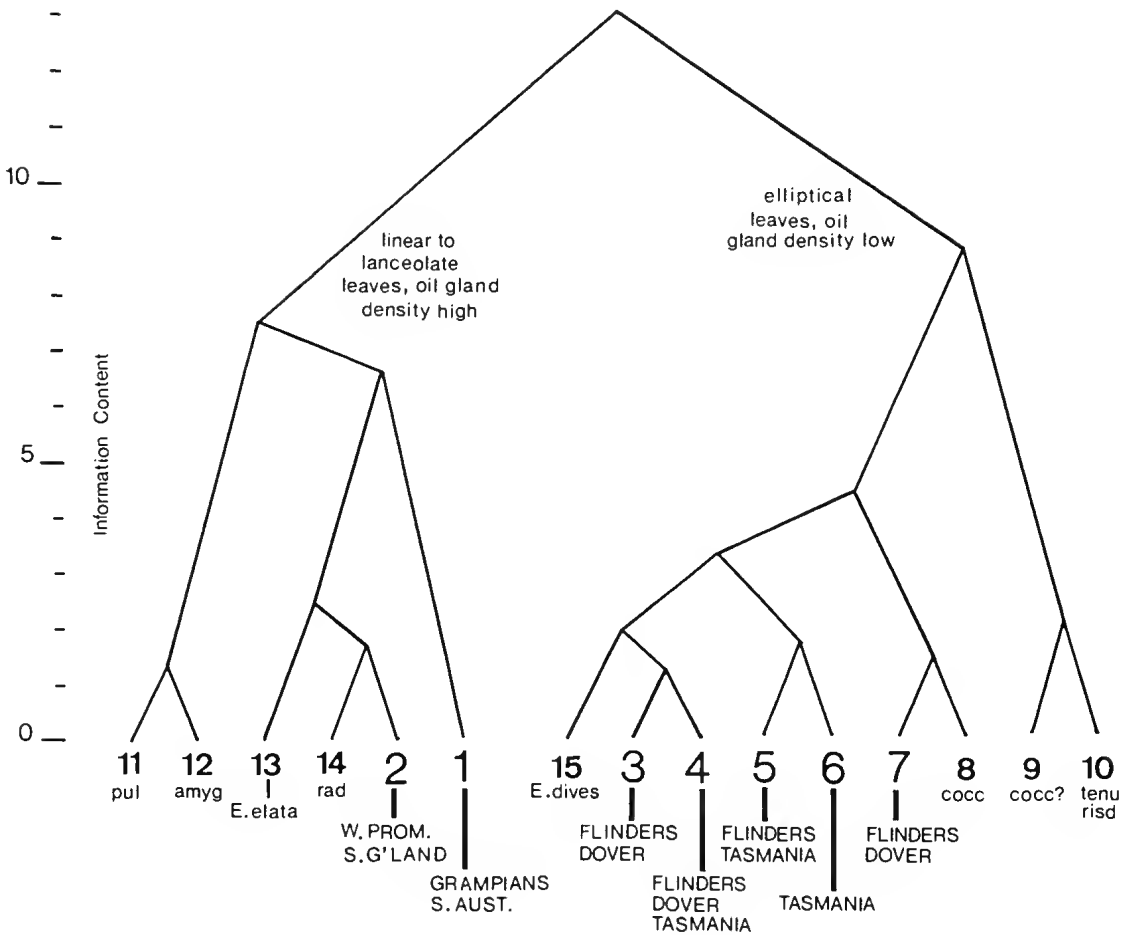 10
5
0
Information Content
linear to
lanceolate
leaves, oil gland
density high
elliptical
leaves, oil
gland density low
11
pul
12
amyg
13
E.elata
14
rad
2
W. PROM.
S.G'LAND
1
GRAMPIANS
S. AUST.
15
E.dives
3
FLINDERS
DOVER
4
FLINDERS
DOVER
TASMANIA
5
FLINDERS
TASMANIA
6
TASMANIA
7
FLINDERS
DOVER
8
cocc
9
cocc?
10
tenu
risd